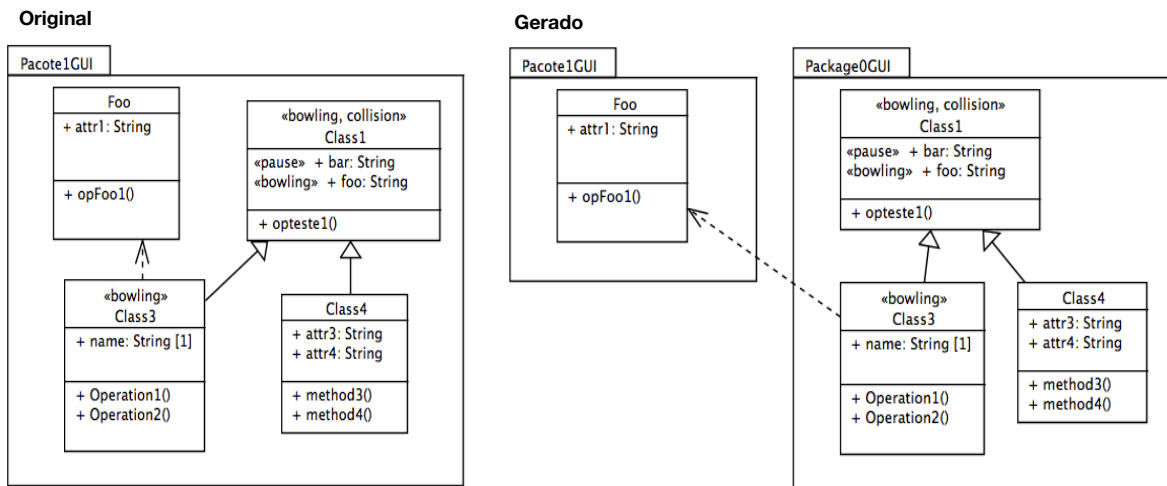 Original
Pacote1GUI
Foo
+ attr1: String
+ opFoo1()
«bowling, collision»
Class1
«pause» + bar: String
«bowling» + foo: String
+ opteste1()
«bowling»
Class3
+ name: String [1]
+ Operation1()
+ Operation2()
Class4
+ attr3: String
+ attr4: String
+ method3()
+ method4()
Gerado
Pacote1GUI
Foo
+ attr1: String
+ opFoo1()
Package0GUI
«bowling, collision»
Class1
«pause» + bar: String
«bowling» + foo: String
+ opteste1()
«bowling»
Class3
+ name: String [1]
+ Operation1()
+ Operation2()
Class4
+ attr3: String
+ attr4: String
+ method3()
+ method4()